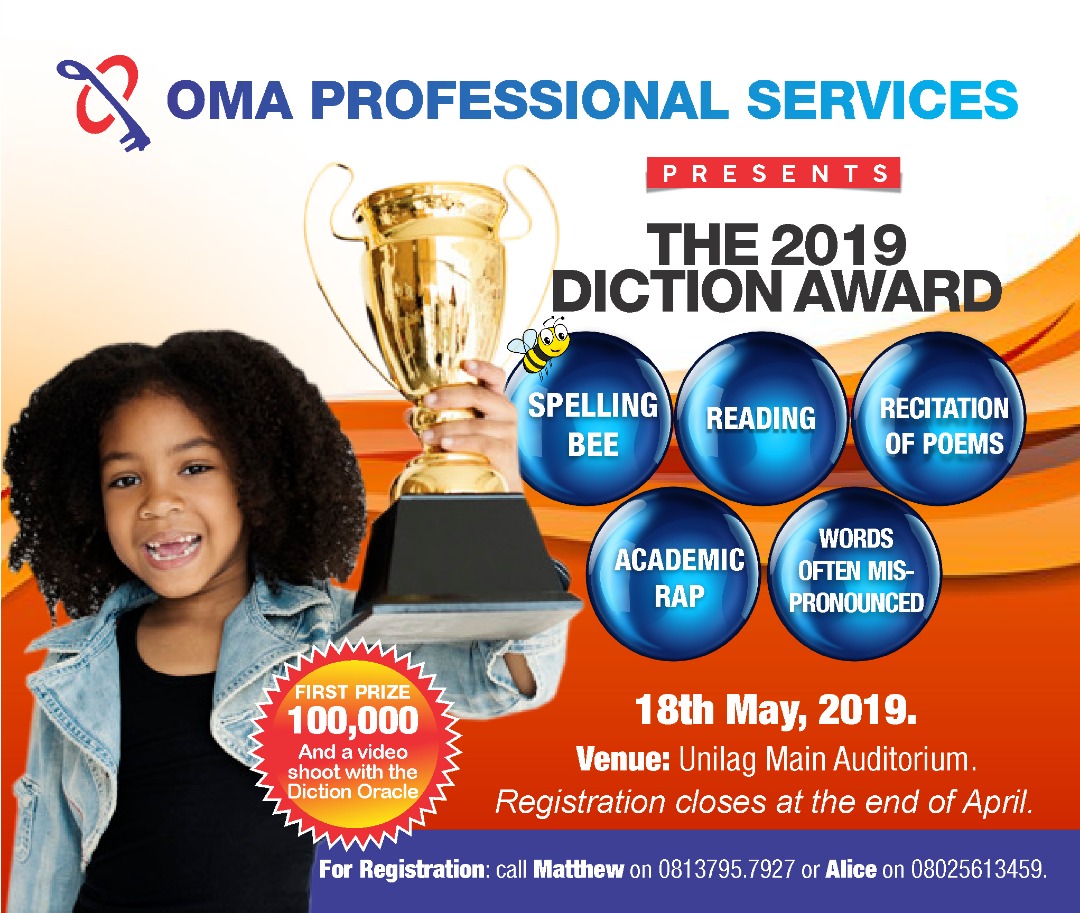 OMA PROFESSIONAL SERVICES
PRESENTS
THE 2019
DICTION AWARD
SPELLING
BEE
READING
RECITATION
OF POEMS
ACADEMIC
RAP
WORDS
OFTEN MIS-
PRONOUNCED
FIRST PRIZE
100,000
And a video
shoot with the
Diction Oracle
18th May, 2019.
Venue: Unilag Main Auditorium.
Registration closes at the end of April.
For Registration: call Matthew on 0813795.7927 or Alice on 08025613459.